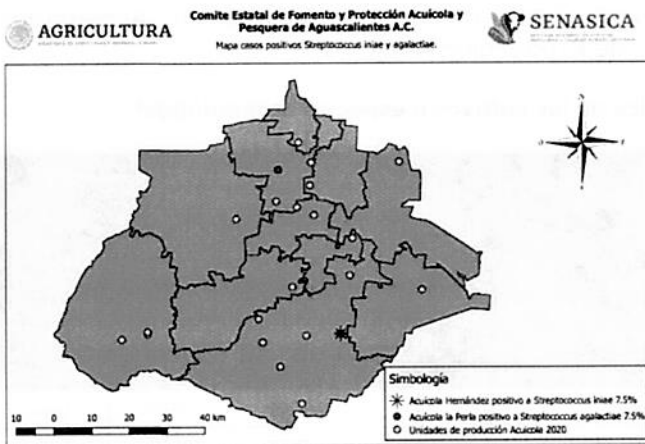 AGRICULTURA
Comite Estatal de Fomento y Protección Acuícola y
Pesquera de Aguascalientes A.C.
Mapa casos positivos Streptococcus iniae y agalactiae.
SENASICA
N
O
E
S
Simbología
Acuícola Hernández positivo a Streptococcus iniae 7.5%
Acuícola la Perla positivo a Streptococcus agalactiae 7.5%
Unidades de producción Acuícola 2020
10 0 10 20 30 40 km